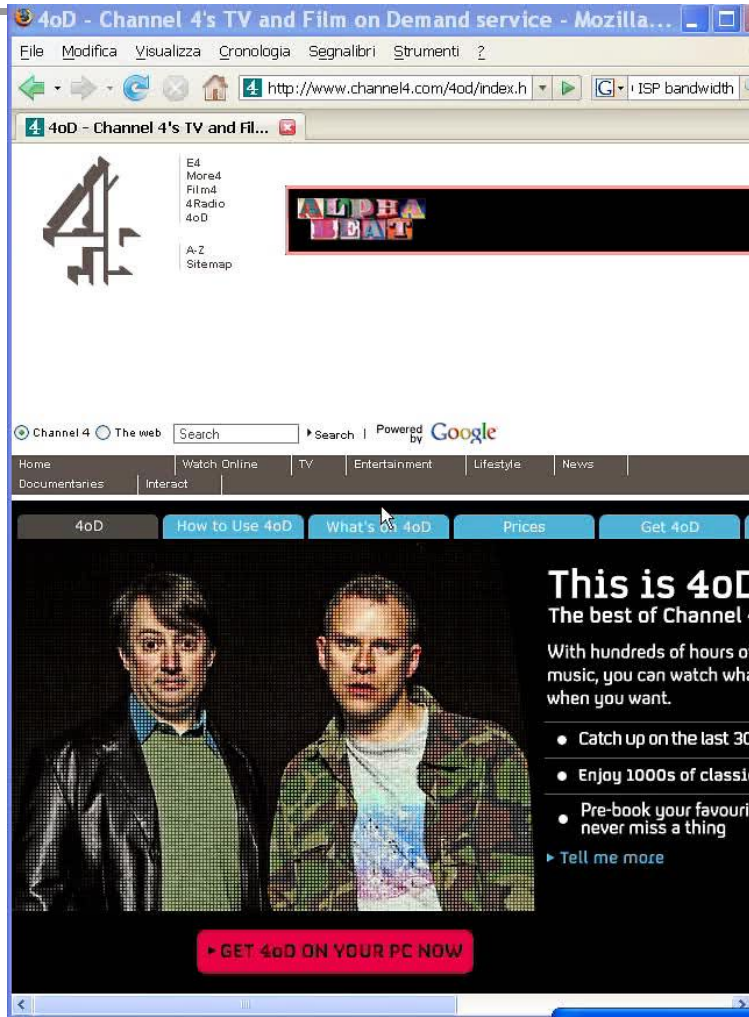 4oD - Channel 4's TV and Film on Demand service - Mozilla...
File Modifica Visualizza Cronologia Segnalibri Strumenti ?
4 http://www.channel4.com/4od/index.h G ISP bandwidth
4 4oD - Channel 4's TV and Fil...
4
E4
More4
Film4
4Radio
4oD
A-Z
Sitemap
ALPHA
BEAT
Channel 4 The web Search Search | Powered by Google
Home Watch Online TV Entertainment Lifestyle News
Documentaries Interact
4oD How to Use 4oD What's on 4oD Prices Get 4oD
This is 4oD
The best of Channel 4
With hundreds of hours o
music, you can watch wha
when you want.
Catch up on the last 30
Enjoy 1000s of classi
Pre-book your favouri
never miss a thing
Tell me more
GET 4oD ON YOUR PC NOW